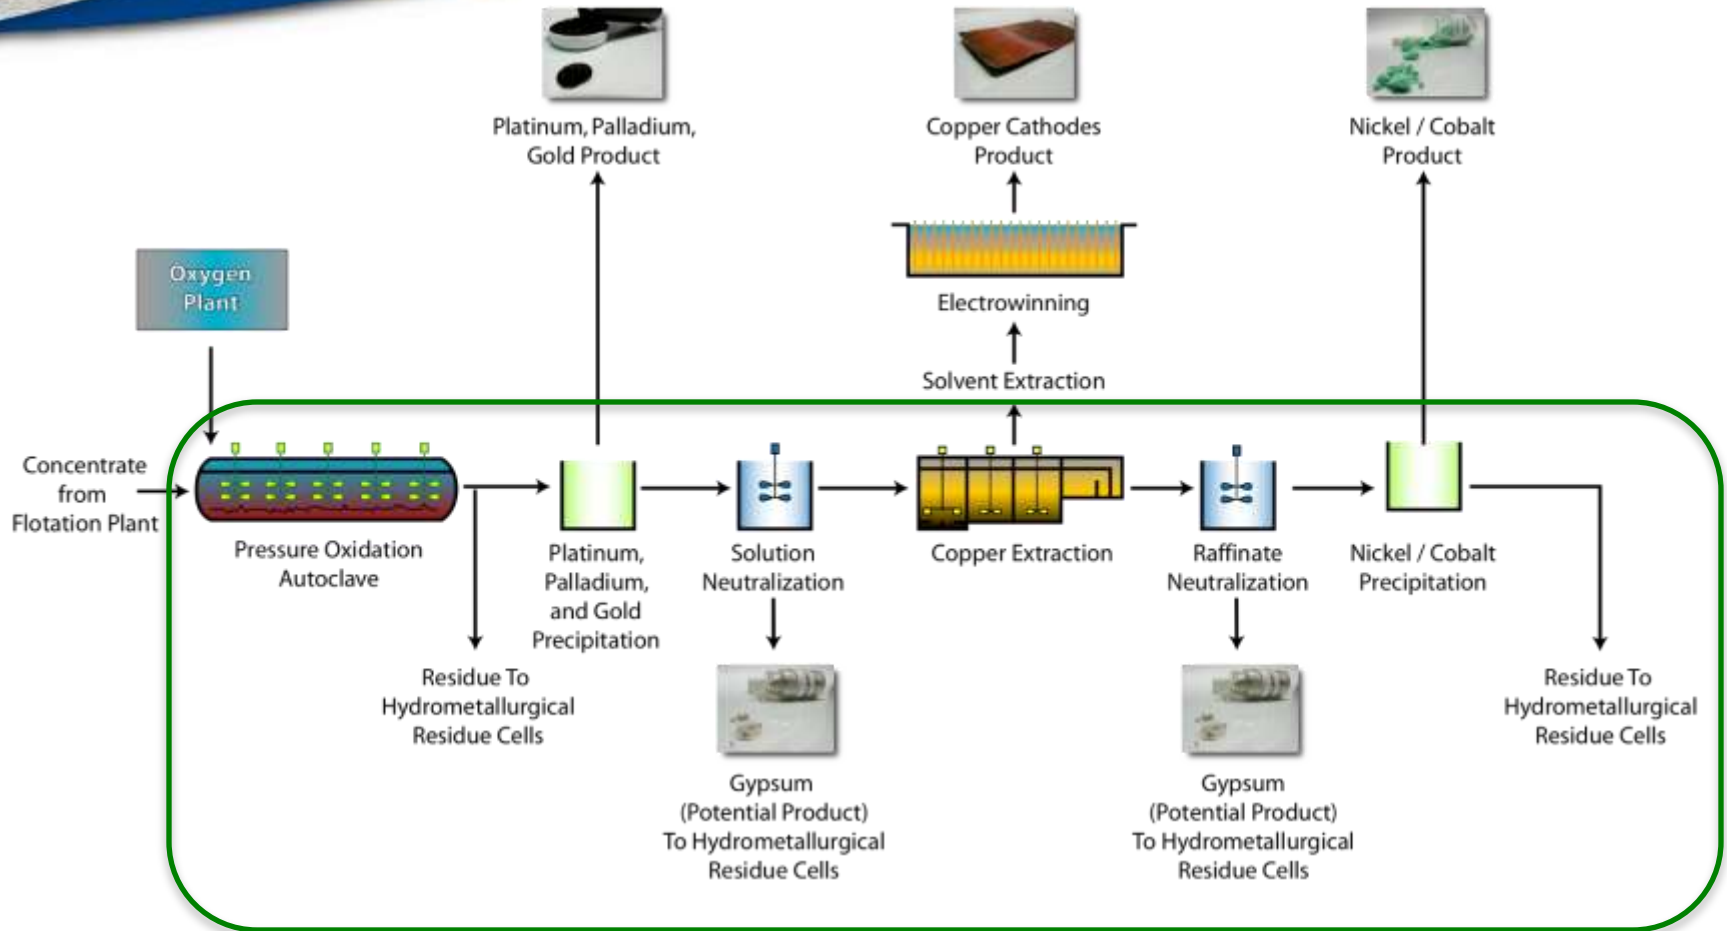 Platinum, Palladium,
Gold Product
Copper Cathodes
Product
Nickel / Cobalt
Product
Oxygen
Plant
Electrowinning
Solvent Extraction
Concentrate
from
Flotation Plant
Pressure Oxidation
Autoclave
Platinum,
Palladium,
and Gold
Precipitation
Solution
Neutralization
Copper Extraction
Raffinate
Neutralization
Nickel / Cobalt
Precipitation
Residue To
Hydrometallurgical
Residue Cells
Gypsum
(Potential Product)
To Hydrometallurgical
Residue Cells
Gypsum
(Potential Product)
To Hydrometallurgical
Residue Cells
Residue To
Hydrometallurgical
Residue Cells